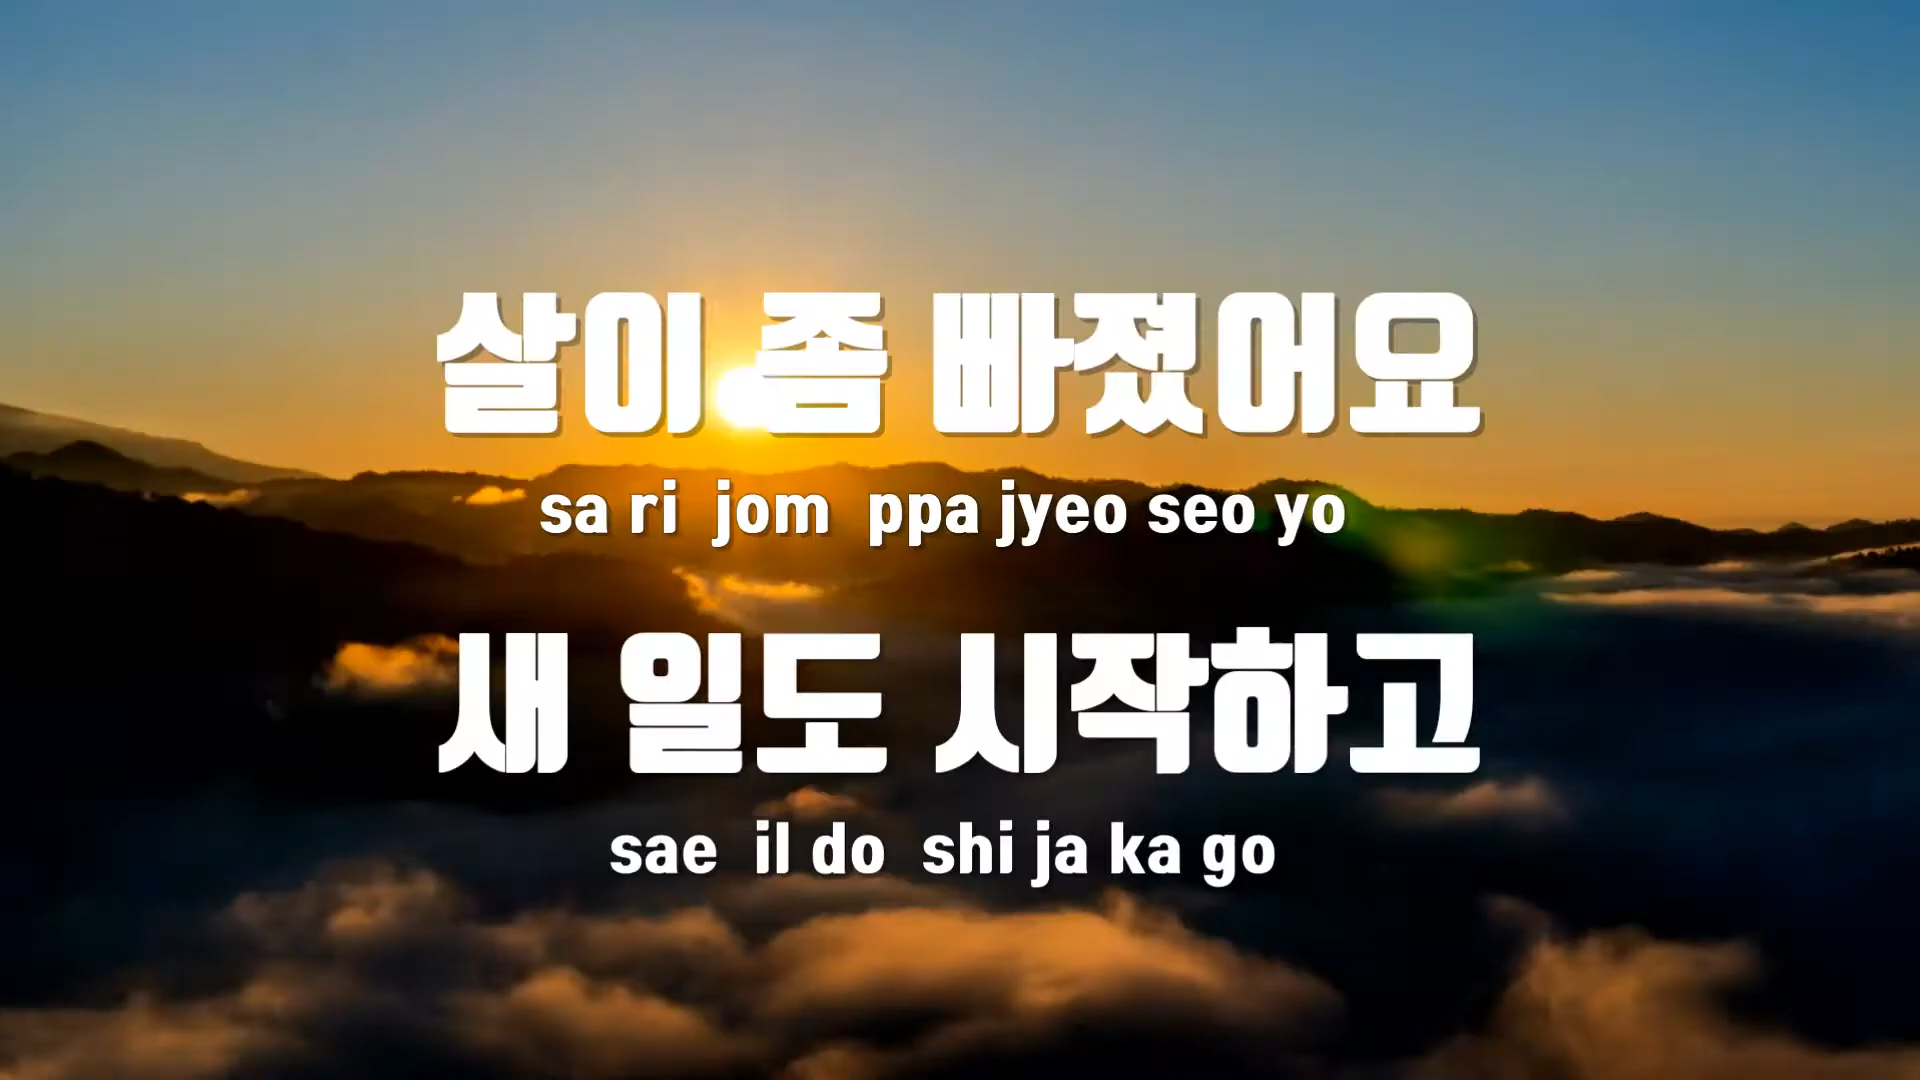 살이 좀 빠졌어요
sa ri jom ppa jyeo seo yo
새 일도 시작하고
sae il do shi ja ka go